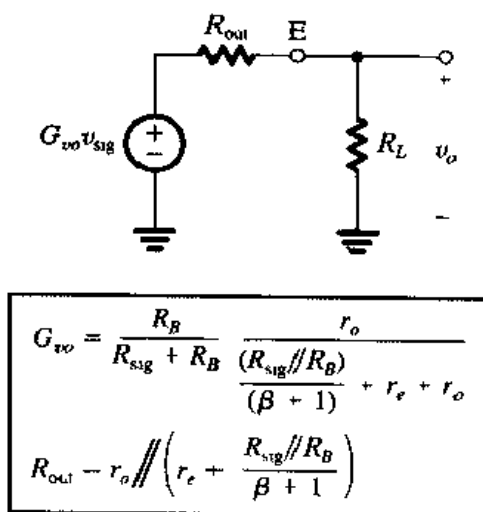 R_out E
+
G_vo v_sig
+
−
R_L v_o
−
G_vo = R_B / (R_sig + R_B) r_o / ((R_sig // R_B) / (β + 1) + r_e + r_o)
R_out = r_o // (r_e + (R_sig // R_B) / (β + 1))